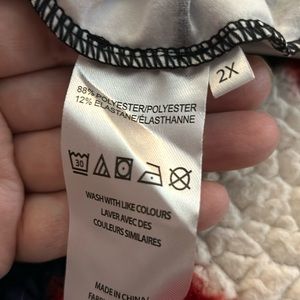 2X
88% POLYESTER/POLYESTER
12% ELASTANE/ÉLASTHANNE
30
WASH WITH LIKE COLOURS
LAVER AVEC DES
COULEURS SIMILAIRES
MADE IN CHINA